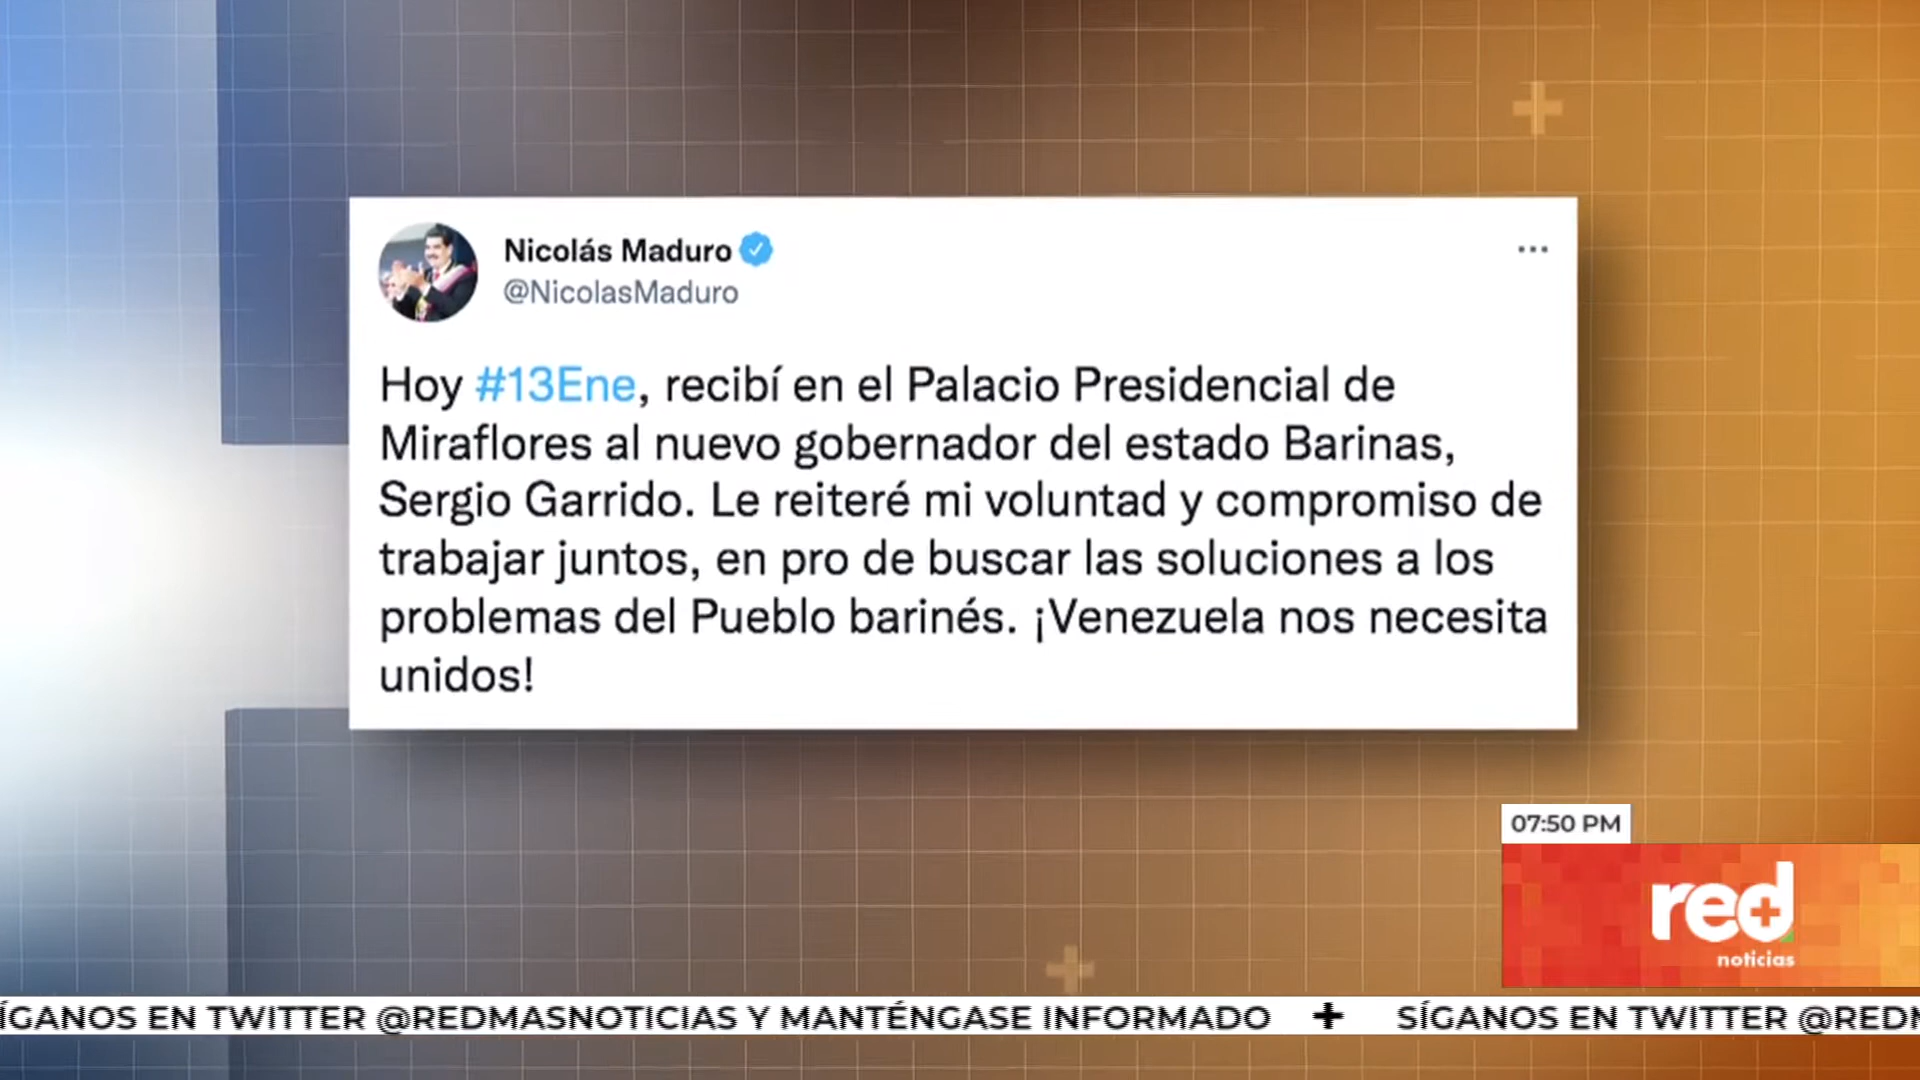 Nicolás Maduro
@NicolasMaduro
Hoy #13Ene, recibí en el Palacio Presidencial de
Miraflores al nuevo gobernador del estado Barinas,
Sergio Garrido. Le reiteré mi voluntad y compromiso de
trabajar juntos, en pro de buscar las soluciones a los
problemas del Pueblo barinés. ¡Venezuela nos necesita
unidos!
07:50 PM
red
noticias
ÍGANOS EN TWITTER @REDMASNOTICIAS Y MANTÉNGASE INFORMADO + SÍGANOS EN TWITTER @RED